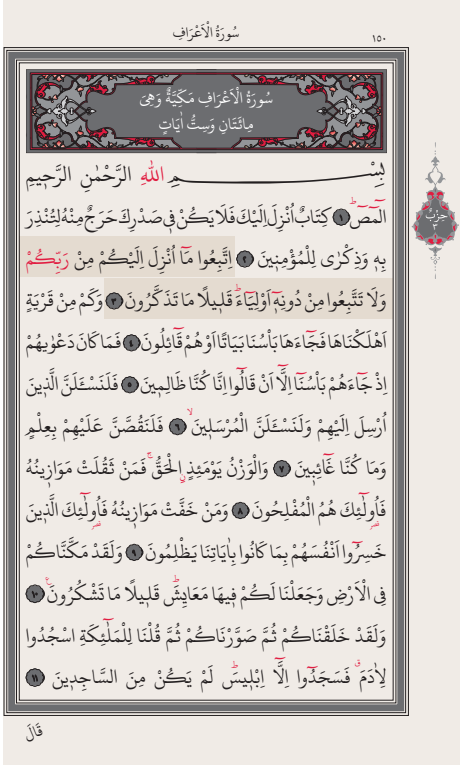 سُورَةُ الْاَعْرَافِ
١٥٠
سُورَةُ الْاَعْرَافِ مَكِّيَّةٌ وَهِيَ
مِائَتَانِ وَسِتُّ اٰيَاتٍ
بِسْمِ اللّٰهِ الرَّحْمٰنِ الرَّحٖيمِ
الٓمٓصٓ ﴿١﴾ كِتَابٌ اُنْزِلَ اِلَيْكَ فَلَا يَكُنْ فٖي صَدْرِكَ حَرَجٌ مِنْهُ لِتُنْذِرَ
بِهٖ وَذِكْرٰى لِلْمُؤْمِنٖينَ ﴿٢﴾ اِتَّبِعُوا مَٓا اُنْزِلَ اِلَيْكُمْ مِنْ رَبِّكُمْ
وَلَا تَتَّبِعُوا مِنْ دُونِهٖٓ اَوْلِيَٓاءَۜ قَلٖيلًا مَا تَذَكَّرُونَ ﴿٣﴾ وَكَمْ مِنْ قَرْيَةٍ
اَهْلَكْنَاهَا فَجَٓاءَهَا بَأْسُنَا بَيَاتًا اَوْ هُمْ قَٓائِلُونَ ﴿٤﴾ فَمَا كَانَ دَعْوٰيهُمْ
اِذْ جَٓاءَهُمْ بَأْسُنَٓا اِلَّٓا اَنْ قَالُٓوا اِنَّا كُنَّا ظَالِمٖينَ ﴿٥﴾ فَلَنَسْـَٔلَنَّ الَّذٖينَ
اُرْسِلَ اِلَيْهِمْ وَلَنَسْـَٔلَنَّ الْمُرْسَلٖينَۙ ﴿٦﴾ فَلَنَقُصَّنَّ عَلَيْهِمْ بِعِلْمٍ
وَمَا كُنَّا غَٓائِبٖينَ ﴿٧﴾ وَالْوَزْنُ يَوْمَئِذٍ الْحَقُّۚ فَمَنْ ثَقُلَتْ مَوَازٖينُهُ
فَاُولٰٓئِكَ هُمُ الْمُفْلِحُونَ ﴿٨﴾ وَمَنْ خَفَّتْ مَوَازٖينُهُ فَاُولٰٓئِكَ الَّذٖينَ
خَسِرُٓوا اَنْفُسَهُمْ بِمَا كَانُوا بِاٰيَاتِنَا يَظْلِمُونَ ﴿٩﴾ وَلَقَدْ مَكَّنَّاكُمْ
فِي الْاَرْضِ وَجَعَلْنَا لَكُمْ فٖيهَا مَعَايِشَۜ قَلٖيلًا مَا تَشْكُرُونَ۟ ﴿١٠﴾
وَلَقَدْ خَلَقْنَاكُمْ ثُمَّ صَوَّرْنَاكُمْ ثُمَّ قُلْنَا لِلْمَلٰٓئِكَةِ اسْجُدُوا
لِاٰدَمَۗ فَسَجَدُٓوا اِلَّٓا اِبْلٖيسَۜ لَمْ يَكُنْ مِنَ السَّاجِدٖينَ ﴿١١﴾
حِزْبْ
٣
قَالَ